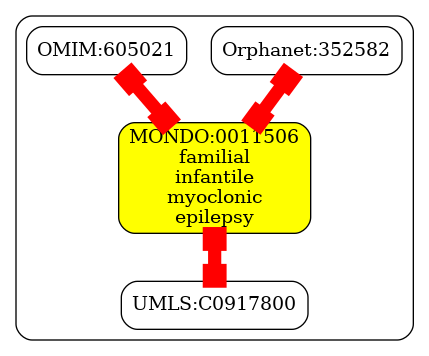 OMIM:605021
Orphanet:352582
MONDO:0011506
familial
infantile
myoclonic
epilepsy
UMLS:C0917800